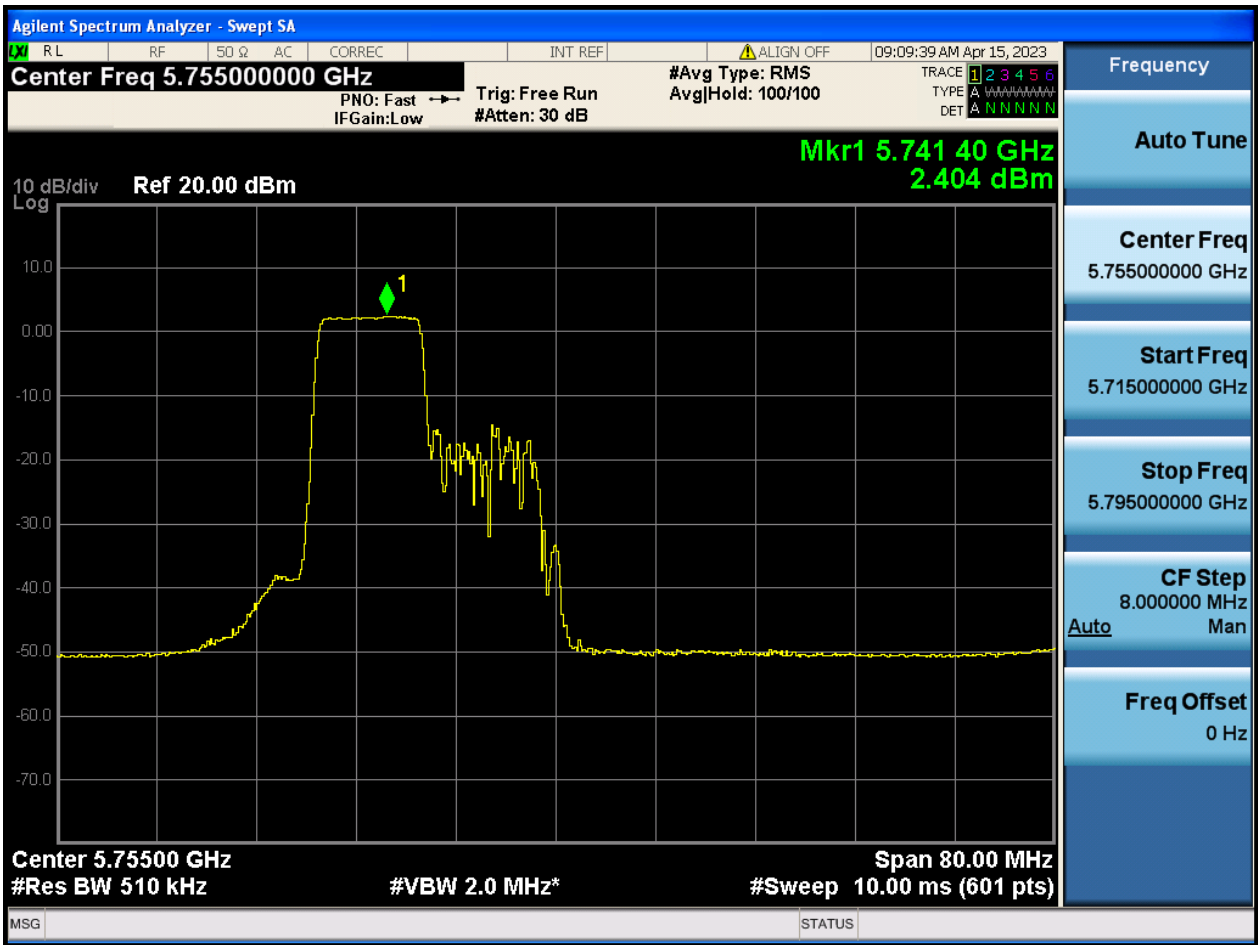 Agilent Spectrum Analyzer - Swept SA
LXI RL RF 50 Ω AC CORREC INT REF ALIGN OFF 09:09:39 AM Apr 15, 2023
Center Freq 5.755000000 GHz
PNO: Fast
IFGain:Low
Trig: Free Run
#Atten: 30 dB
#Avg Type: RMS
Avg|Hold: 100/100
TRACE 1 2 3 4 5 6
TYPE A
DET A N N N N N
Mkr1 5.741 40 GHz
2.404 dBm
10 dB/div Ref 20.00 dBm
Log
10.0
1
0.00
-10.0
-20.0
-30.0
-40.0
-50.0
-60.0
-70.0
Center 5.75500 GHz Span 80.00 MHz
#Res BW 510 kHz #VBW 2.0 MHz* #Sweep 10.00 ms (601 pts)
MSG STATUS
Frequency
Auto Tune
Center Freq
5.755000000 GHz
Start Freq
5.715000000 GHz
Stop Freq
5.795000000 GHz
CF Step
8.000000 MHz
Auto Man
Freq Offset
0 Hz